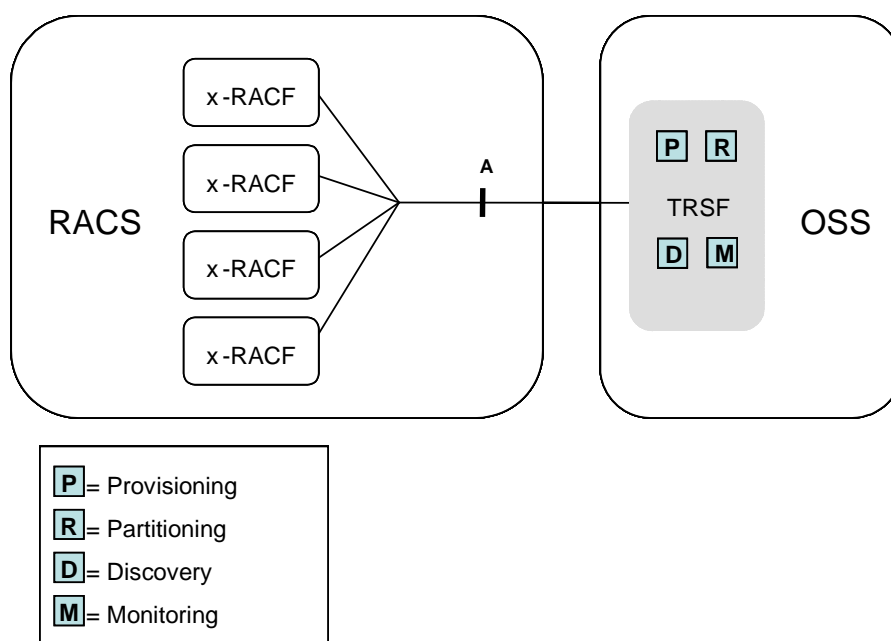 x-RACF
x-RACF
x-RACF
x-RACF
RACS
A
P R
TRSF
D M
OSS
P = Provisioning
R = Partitioning
D = Discovery
M = Monitoring